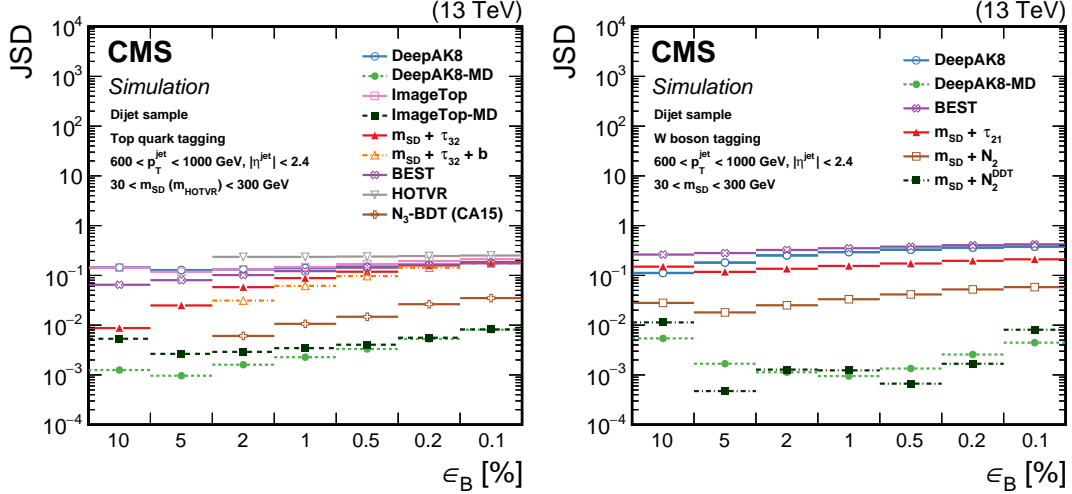 (13 TeV)
JSD
10^4
10^3
10^2
10
1
10^−1
10^−2
10^−3
10^−4
CMS
Simulation
Dijet sample
Top quark tagging
600 < p_T^jet < 1000 GeV, |η^jet| < 2.4
30 < m_SD (m_HOTVR) < 300 GeV
DeepAK8
DeepAK8-MD
ImageTop
ImageTop-MD
m_SD + τ_32
m_SD + τ_32 + b
BEST
HOTVR
N_3-BDT (CA15)
10 5 2 1 0.5 0.2 0.1
ϵ_B [%]
(13 TeV)
JSD
10^4
10^3
10^2
10
1
10^−1
10^−2
10^−3
10^−4
CMS
Simulation
Dijet sample
W boson tagging
600 < p_T^jet < 1000 GeV, |η^jet| < 2.4
30 < m_SD < 300 GeV
DeepAK8
DeepAK8-MD
BEST
m_SD + τ_21
m_SD + N_2
m_SD + N_2^DDT
10 5 2 1 0.5 0.2 0.1
ϵ_B [%]